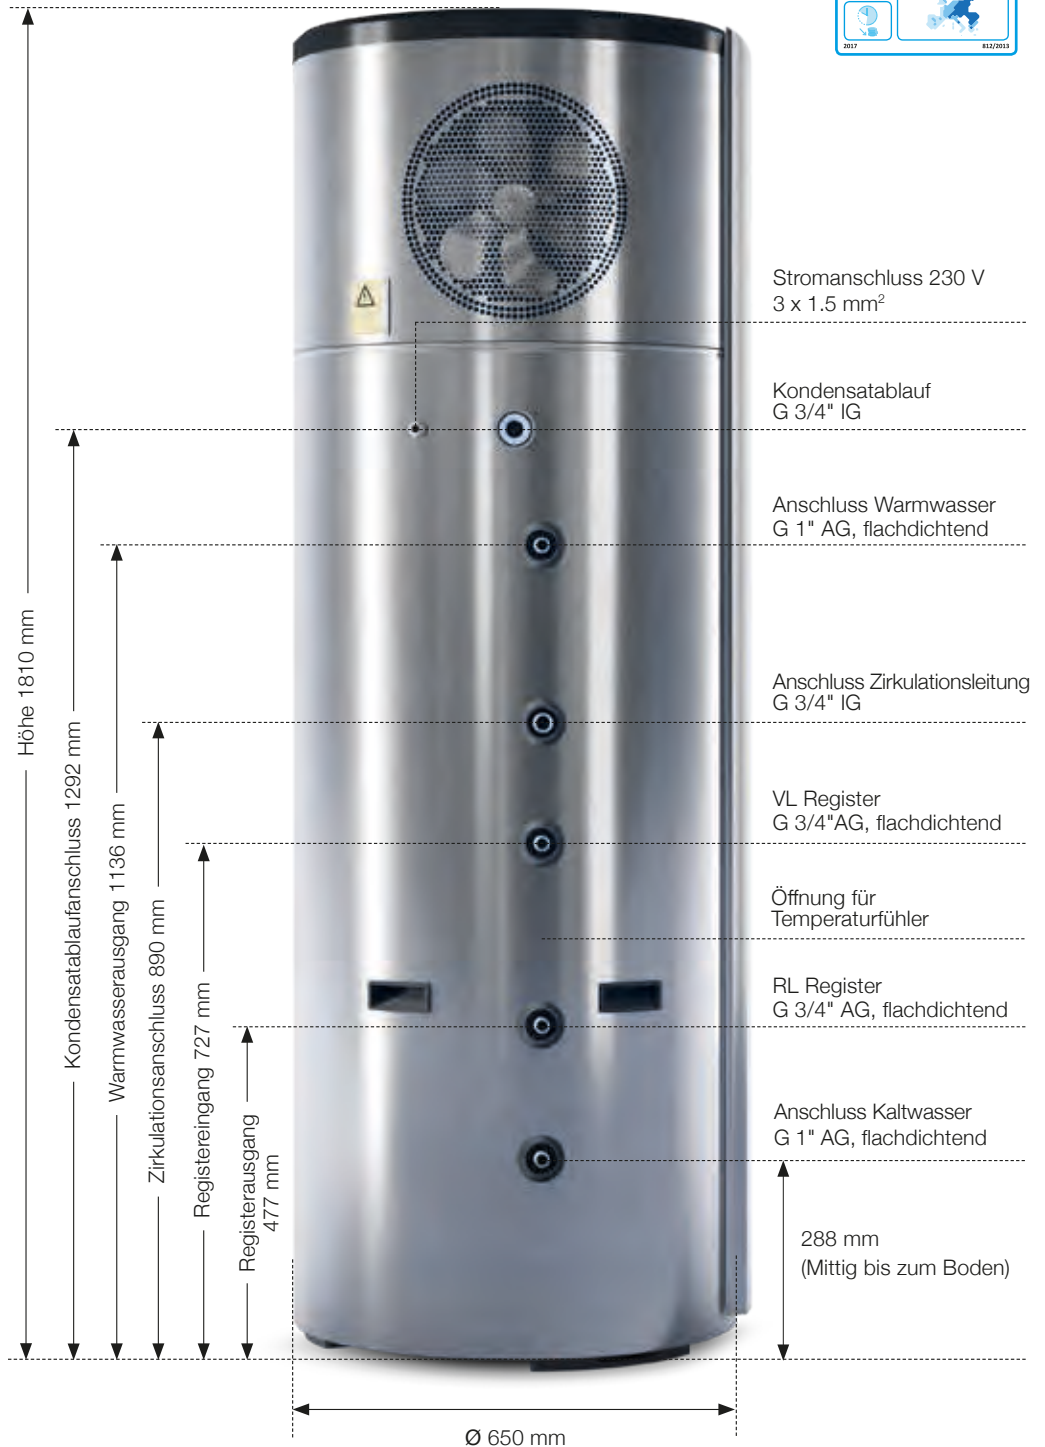 2017
812/2013
Stromanschluss 230 V
3 x 1.5 mm²
Kondensatablauf
G 3/4" IG
Anschluss Warmwasser
G 1" AG, flachdichtend
Anschluss Zirkulationsleitung
G 3/4" IG
VL Register
G 3/4"AG, flachdichtend
Öffnung für
Temperaturfühler
RL Register
G 3/4" AG, flachdichtend
Anschluss Kaltwasser
G 1" AG, flachdichtend
288 mm
(Mittig bis zum Boden)
Höhe 1810 mm
Kondensatablaufanschluss 1292 mm
Warmwasserausgang 1136 mm
Zirkulationsanschluss 890 mm
Registereingang 727 mm
Registerausgang
477 mm
Ø 650 mm